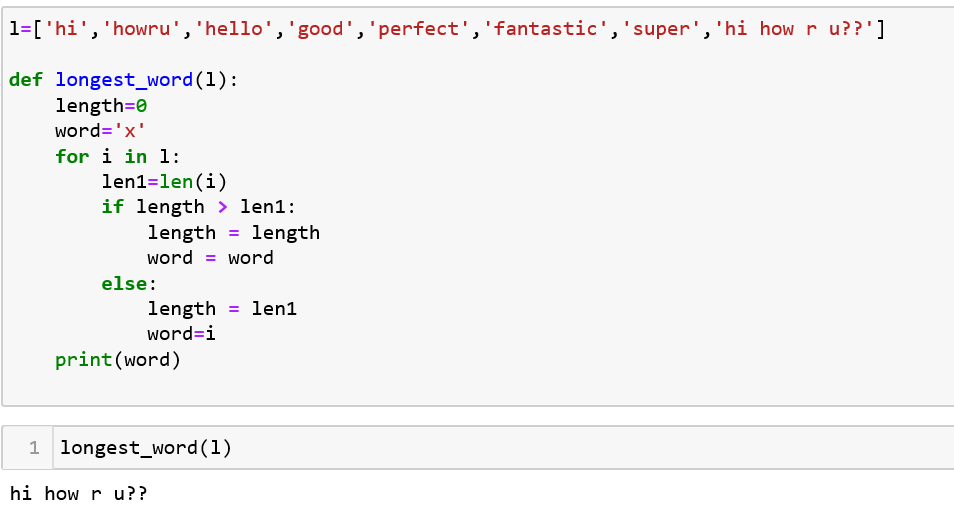 l=['hi','howru','hello','good','perfect','fantastic','super','hi how r u??']
def longest_word(l):
    length=0
    word='x'
    for i in l:
        len1=len(i)
        if length > len1:
            length = length
            word = word
        else:
            length = len1
            word=i
    print(word)
1 longest_word(l)
hi how r u??